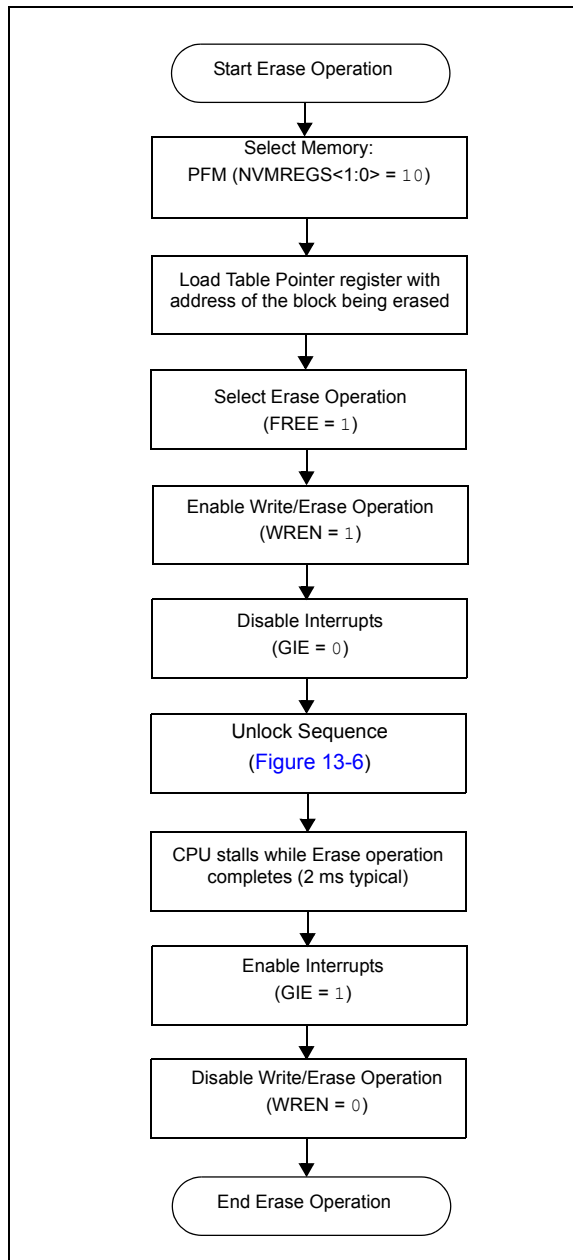 Start Erase Operation
Select Memory:
PFM (NVMREGS<1:0> = 10)
Load Table Pointer register with
address of the block being erased
Select Erase Operation
(FREE = 1)
Enable Write/Erase Operation
(WREN = 1)
Disable Interrupts
(GIE = 0)
Unlock Sequence
(Figure 13-6)
CPU stalls while Erase operation
completes (2 ms typical)
Enable Interrupts
(GIE = 1)
Disable Write/Erase Operation
(WREN = 0)
End Erase Operation